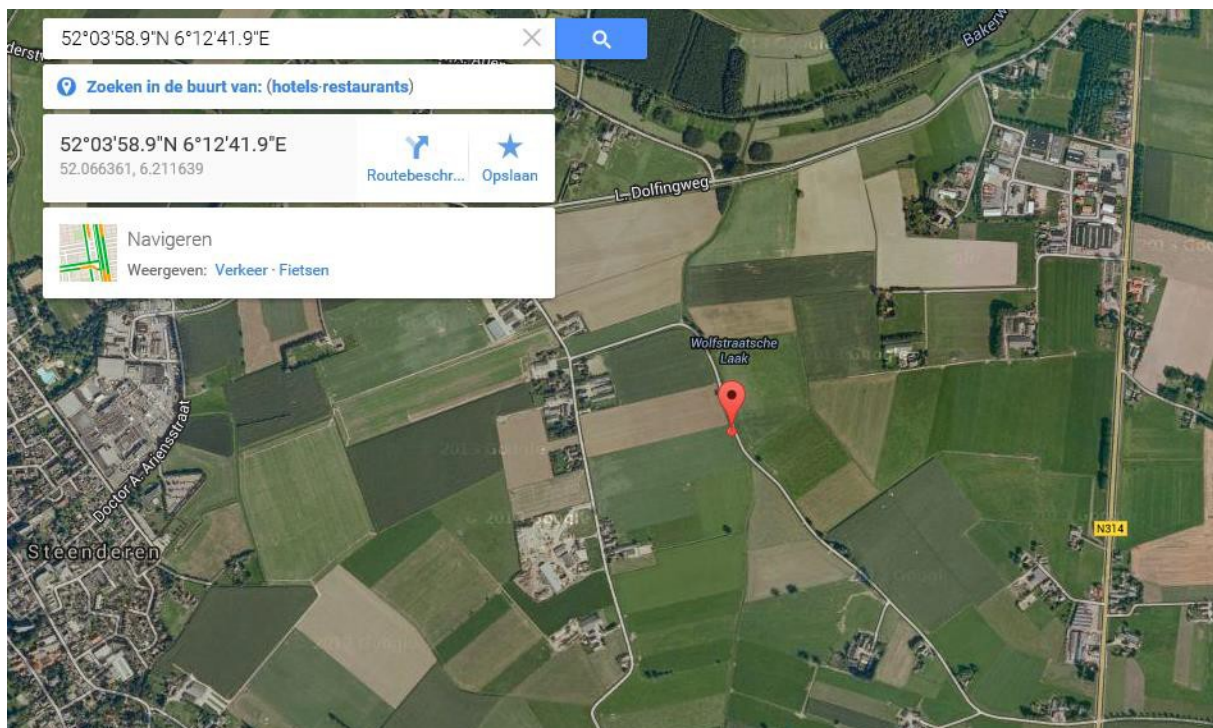 52°03'58.9"N 6°12'41.9"E
Zoeken in de buurt van: (hotels·restaurants)
52°03'58.9"N 6°12'41.9"E
52.066361, 6.211639
Routebeschr...
Opslaan
Navigeren
Weergeven: Verkeer · Fietsen
L. Dolfingweg
Wolfstraatsche
Laak
Doctor A. Ariensstraat
Steenderen
N314